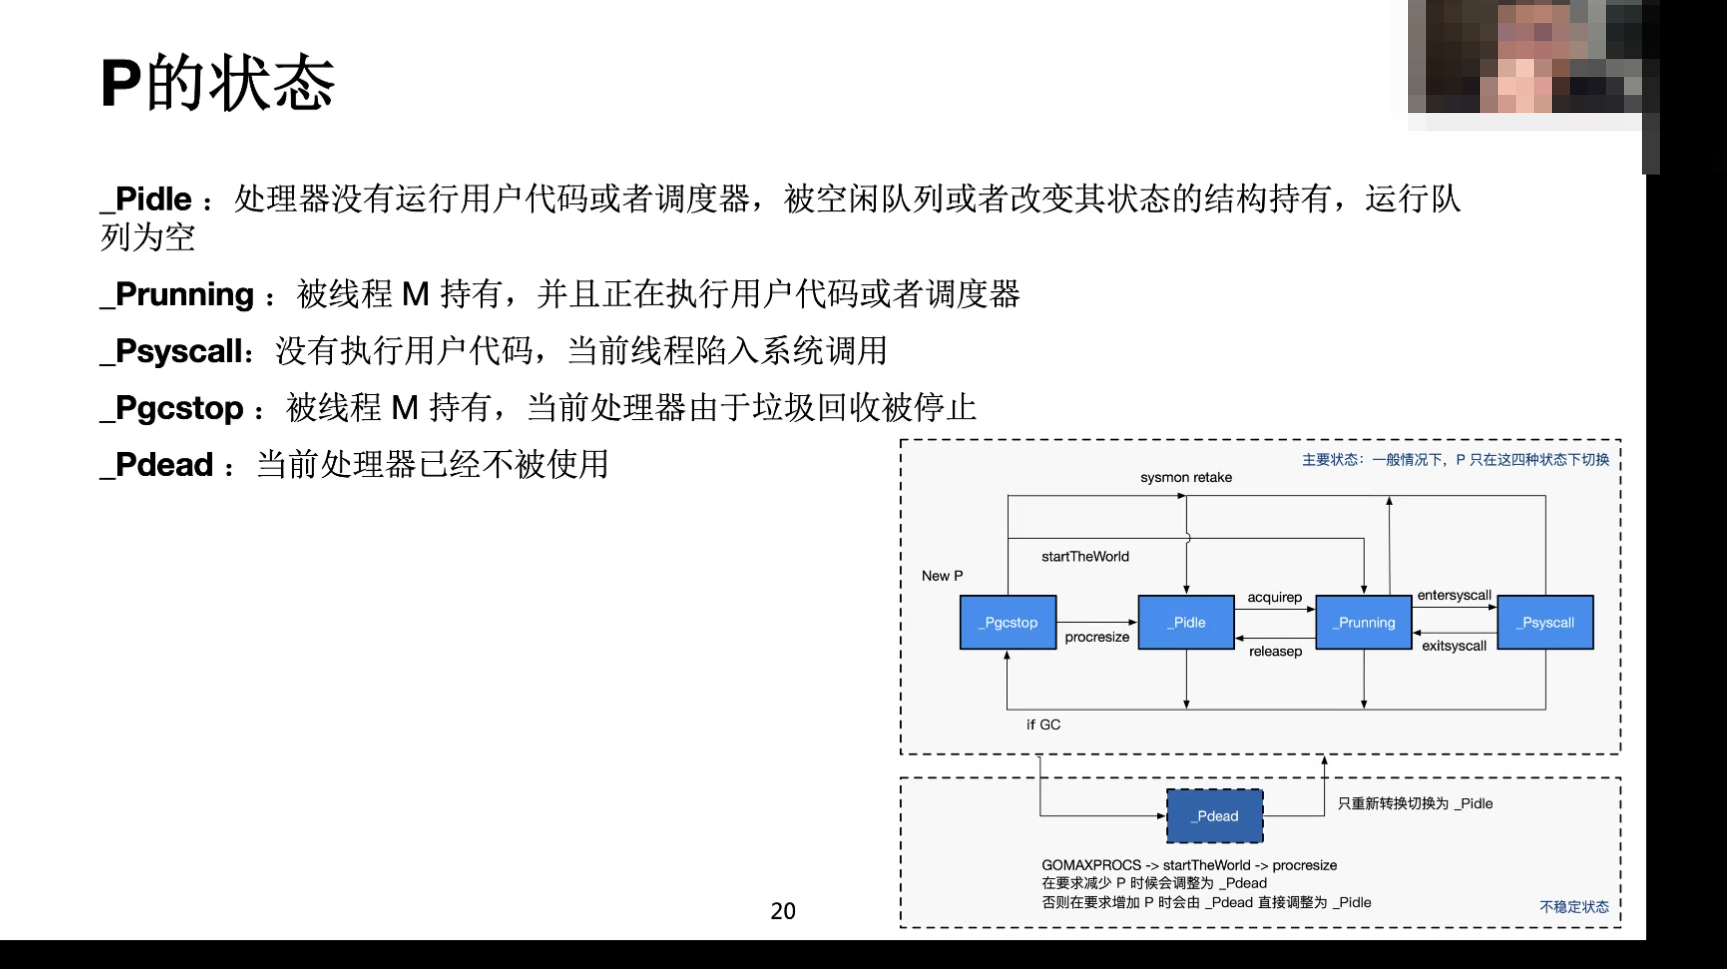 P的状态
_Pidle ：处理器没有运行用户代码或者调度器，被空闲队列或者改变其状态的结构持有，运行队
列为空
_Prunning ：被线程 M 持有，并且正在执行用户代码或者调度器
_Psyscall：没有执行用户代码，当前线程陷入系统调用
_Pgcstop ：被线程 M 持有，当前处理器由于垃圾回收被停止
_Pdead ：当前处理器已经不被使用
主要状态：一般情况下，P 只在这四种状态下切换
sysmon retake
startTheWorld
New P
_Pgcstop
procresize
_Pidle
acquirep
releasep
_Prunning
entersyscall
exitsyscall
_Psyscall
if GC
_Pdead
只重新转换切换为 _Pidle
GOMAXPROCS -> startTheWorld -> procresize
在要求减少 P 时候会调整为 _Pdead
否则在要求增加 P 时会由 _Pdead 直接调整为 _Pidle
不稳定状态
20